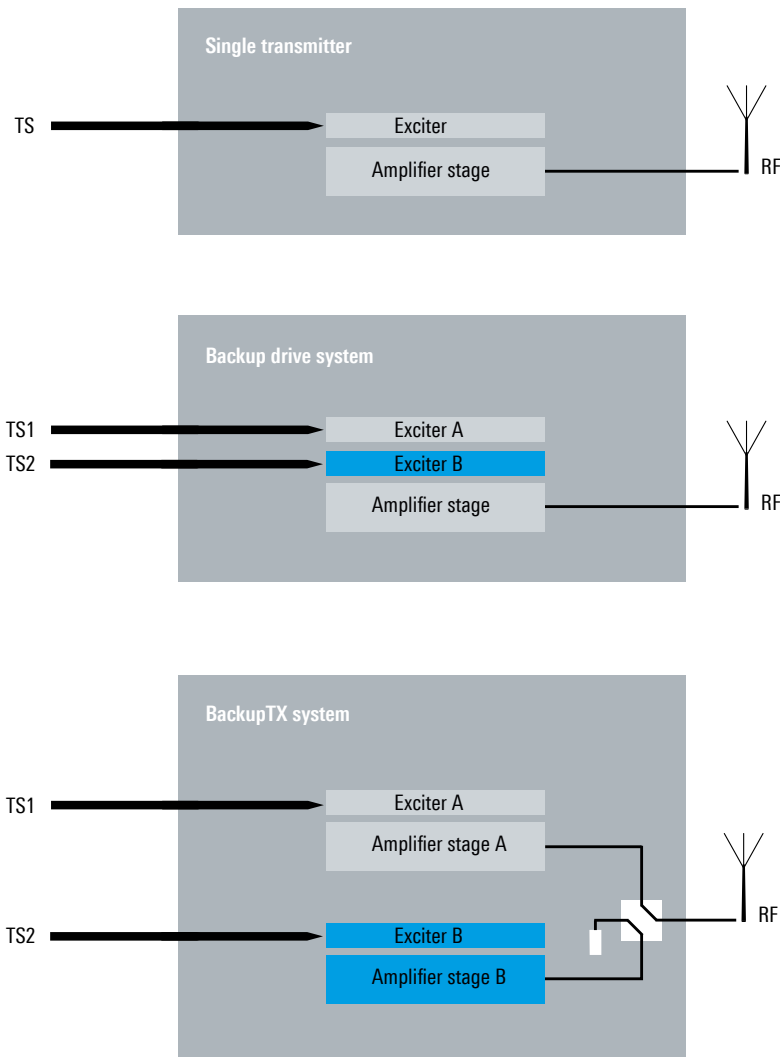 Single transmitter
TS
Exciter
Amplifier stage
RF
Backup drive system
TS1
Exciter A
TS2
Exciter B
Amplifier stage
RF
BackupTX system
TS1
Exciter A
Amplifier stage A
RF
TS2
Exciter B
Amplifier stage B